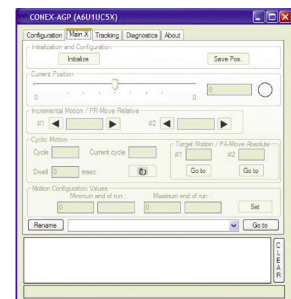 CONEX-AGP (A6U1UC5X)
Configuration Main X Tracking Diagnostics About
Initialization and Configuration
Initialize Save Pos.
Current Position
0 0 0
Incremental Motion / PR-Move Relative
#1 #2
Cyclic Motion
Cycle Current cycle
Dwell 0 msec
Target Motion / PA-Move Absolute
#1 #2
Go to Go to
Motion Configuration Values
Minimum end of run : Maximum end of run :
0 0 Set
Rename Go to
CLEAR